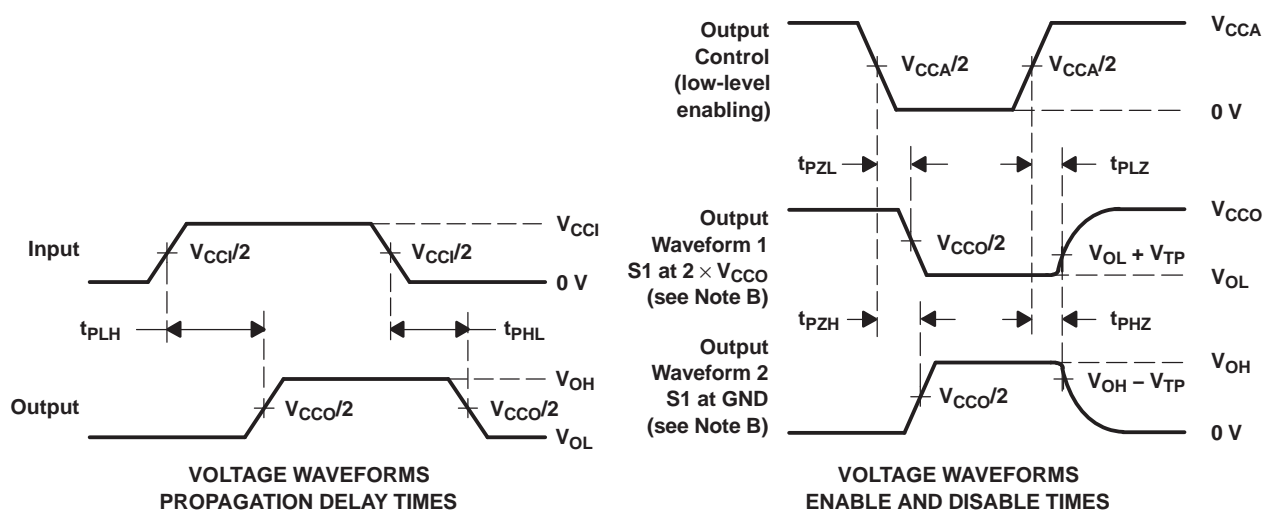 Input
V_CCI/2
V_CCI/2
V_CCI
0 V
t_PLH
t_PHL
Output
V_CCO/2
V_CCO/2
V_OH
V_OL
VOLTAGE WAVEFORMS
PROPAGATION DELAY TIMES
Output
Control
(low-level
enabling)
V_CCA/2
V_CCA/2
V_CCA
0 V
t_PZL
t_PLZ
Output
Waveform 1
S1 at 2 × V_CCO
(see Note B)
V_CCO/2
V_CCO
V_OL + V_TP
V_OL
t_PZH
t_PHZ
Output
Waveform 2
S1 at GND
(see Note B)
V_CCO/2
V_OH
V_OH − V_TP
0 V
VOLTAGE WAVEFORMS
ENABLE AND DISABLE TIMES